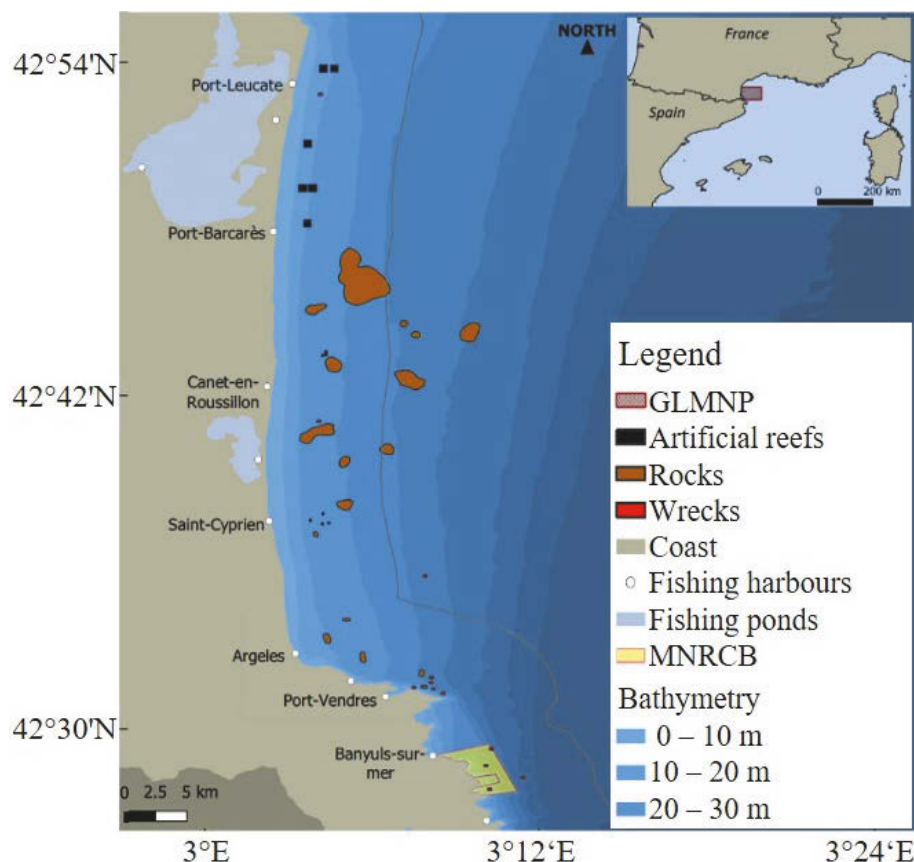 NORTH
France
Spain
0 200 km
42°54'N
Port-Leucate
Port-Barcarès
42°42'N
Canet-en-
Roussillon
Saint-Cyprien
Argeles
Port-Vendres
42°30'N
Banyuls-sur-
mer
0 2.5 5 km
3°E
3°12'E
3°24‘E
Legend
GLMNP
Artificial reefs
Rocks
Wrecks
Coast
Fishing harbours
Fishing ponds
MNRCB
Bathymetry
0 – 10 m
10 – 20 m
20 – 30 m